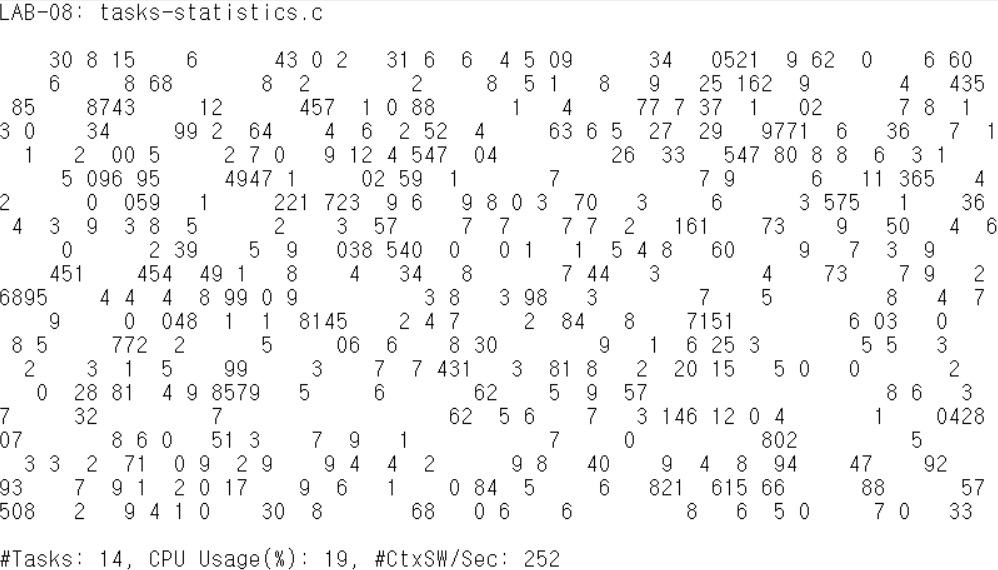 LAB-08: tasks-statistics.c
30 8 15 6 43 0 2 31 6 6 4 5 09 34 0521 9 62 0 6 60
6 8 68 8 2 2 8 5 1 8 9 25 162 9 4 435
85 8743 12 457 1 0 88 1 4 77 7 37 1 02 7 8 1
3 0 34 99 2 64 4 6 2 52 4 63 6 5 27 29 9771 6 36 7 1
1 2 00 5 2 7 0 9 12 4 547 04 26 33 547 80 8 8 6 3 1
5 096 95 4947 1 02 59 1 7 7 9 6 11 365 4
2 0 059 1 221 723 9 6 9 8 0 3 70 3 6 3 575 1 36
4 3 9 3 8 5 2 3 57 7 7 7 7 2 161 73 9 50 4 6
0 2 39 5 9 038 540 0 0 1 1 5 4 8 60 9 7 3 9
451 454 49 1 8 4 34 8 7 44 3 4 73 7 9 2
6895 4 4 4 8 99 0 9 3 8 3 98 3 7 5 8 4 7
9 0 048 1 1 8145 2 4 7 2 84 8 7151 6 03 0
8 5 772 2 5 06 6 8 30 9 1 6 25 3 5 5 3
2 3 1 5 99 3 7 7 431 3 81 8 2 20 15 5 0 0 2
0 28 81 4 9 8579 5 6 62 5 9 57 8 6 3
7 32 7 62 5 6 7 3 146 12 0 4 1 0428
07 8 6 0 51 3 7 9 1 7 0 802 5
3 3 2 71 0 9 2 9 9 4 4 2 9 8 40 9 4 8 94 47 92
93 7 9 1 2 0 17 9 6 1 0 84 5 6 821 615 66 88 57
508 2 9 4 1 0 30 8 68 0 6 6 8 6 5 0 7 0 33
#Tasks: 14, CPU Usage(%): 19, #CtxSW/Sec: 252